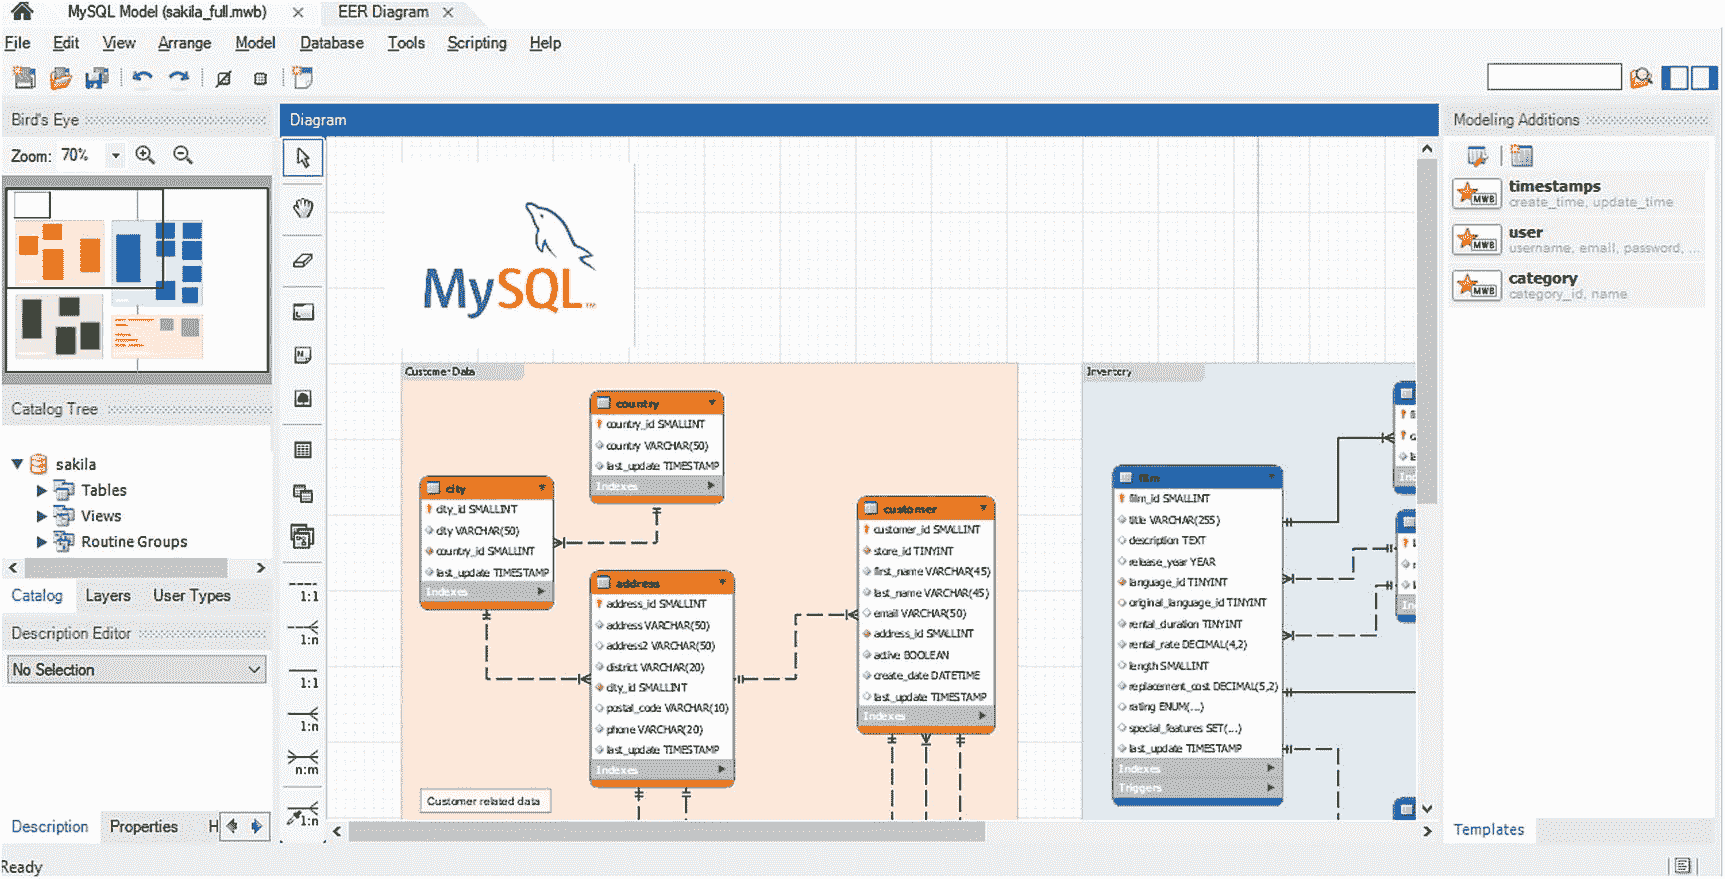 MySQL Model (sakila_full.mwb)
EER Diagram
File Edit View Arrange Model Database Tools Scripting Help
Bird's Eye
Zoom: 70%
Catalog Tree
sakila
Tables
Views
Routine Groups
Catalog Layers User Types
Description Editor
No Selection
Description Properties H
Ready
1:1
1:n
1:1
1:n
n:m
1:n
Diagram
MySQL™
Customer Data
country
country_id SMALLINT
country VARCHAR(50)
last_update TIMESTAMP
Indexes
city
city_id SMALLINT
city VARCHAR(50)
country_id SMALLINT
last_update TIMESTAMP
Indexes
address
address_id SMALLINT
address VARCHAR(50)
address2 VARCHAR(50)
district VARCHAR(20)
city_id SMALLINT
postal_code VARCHAR(10)
phone VARCHAR(20)
last_update TIMESTAMP
Indexes
customer
customer_id SMALLINT
store_id TINYINT
first_name VARCHAR(45)
last_name VARCHAR(45)
email VARCHAR(50)
address_id SMALLINT
active BOOLEAN
create_date DATETIME
last_update TIMESTAMP
Indexes
Customer related data
Inventory
film
film_id SMALLINT
title VARCHAR(255)
description TEXT
release_year YEAR
language_id TINYINT
original_language_id TINYINT
rental_duration TINYINT
rental_rate DECIMAL(4,2)
length SMALLINT
replacement_cost DECIMAL(5,2)
rating ENUM(...)
special_features SET(...)
last_update TIMESTAMP
Indexes
Triggers
Modeling Additions
timestamps
create_time, update_time
user
username, email, password, ...
category
category_id, name
Templates